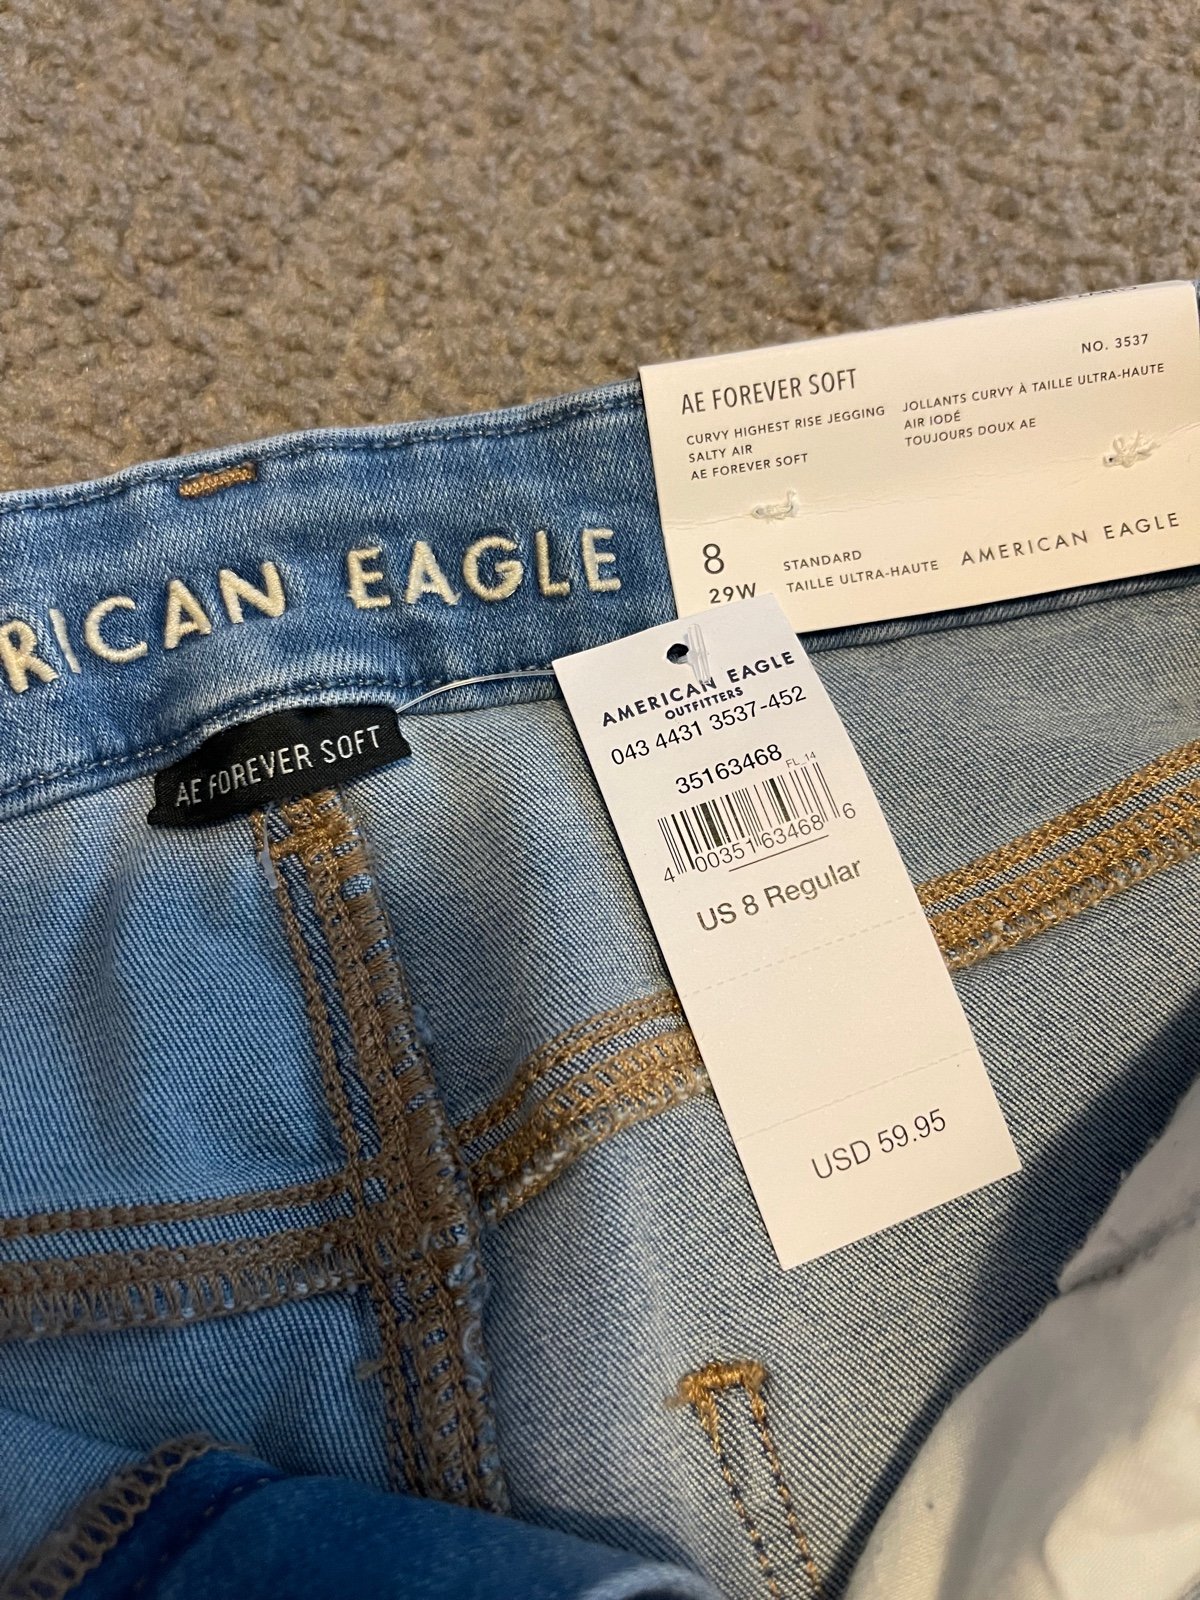 NO. 3537
AE FOREVER SOFT
CURVY HIGHEST RISE JEGGING
SALTY AIR
AE FOREVER SOFT
JOLLANTS CURVY À TAILLE ULTRA-HAUTE
AIR IODÉ
TOUJOURS DOUX AE
8
29W
STANDARD
TAILLE ULTRA-HAUTE
AMERICAN EAGLE
RICAN EAGLE
AE FOREVER SOFT
AMERICAN EAGLE
OUTFITTERS
043 4431 3537-452
35163468 FL_14
4 00351 63468 6
US 8 Regular
USD 59.95